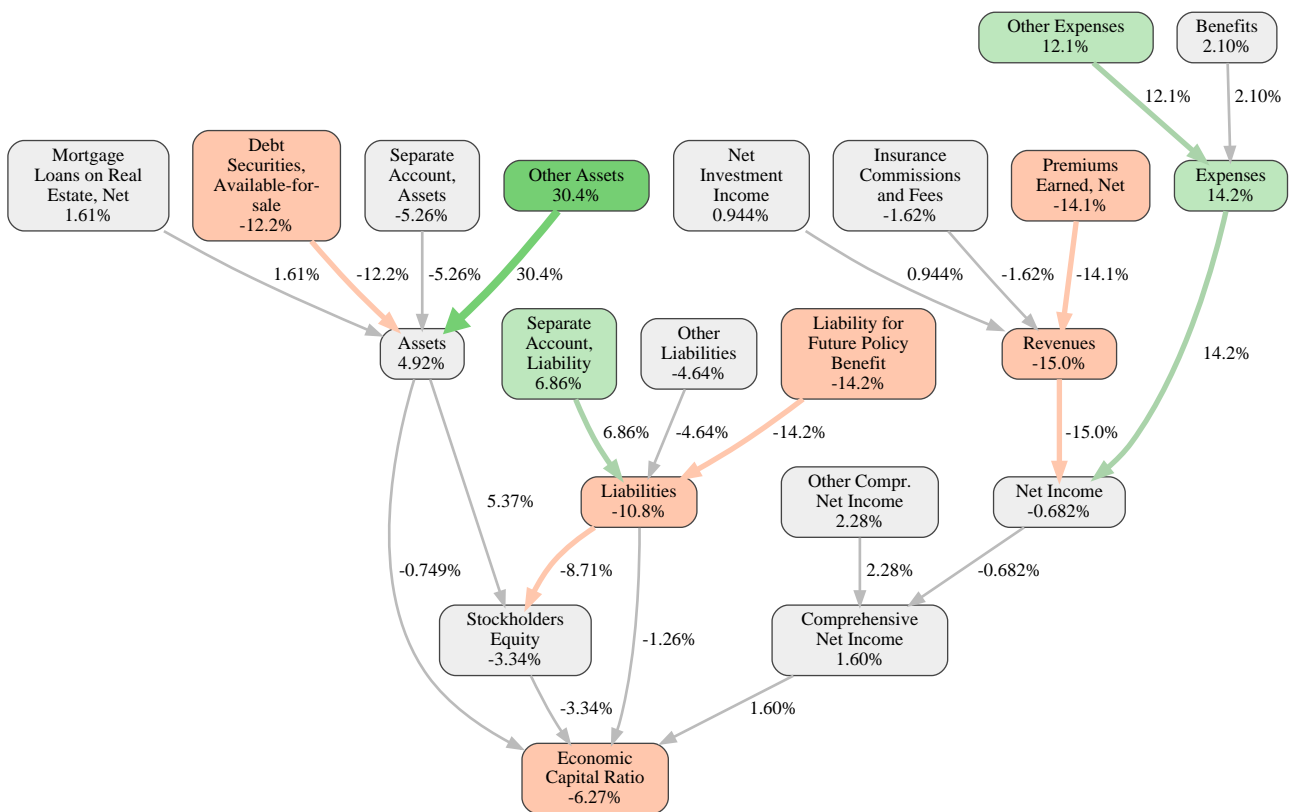 Other Expenses
12.1%
Benefits
2.10%
12.1%
2.10%
Mortgage
Loans on Real
Estate, Net
1.61%
Debt
Securities,
Available-for-
sale
-12.2%
Separate
Account,
Assets
-5.26%
Other Assets
30.4%
Net
Investment
Income
0.944%
Insurance
Commissions
and Fees
-1.62%
Premiums
Earned, Net
-14.1%
Expenses
14.2%
1.61%
-12.2%
-5.26%
30.4%
0.944%
-1.62%
-14.1%
Assets
4.92%
Separate
Account,
Liability
6.86%
Other
Liabilities
-4.64%
Liability for
Future Policy
Benefit
-14.2%
Revenues
-15.0%
14.2%
6.86%
-4.64%
-14.2%
-15.0%
5.37%
Liabilities
-10.8%
Other Compr.
Net Income
2.28%
Net Income
-0.682%
-0.749%
-8.71%
2.28%
-0.682%
Stockholders
Equity
-3.34%
-1.26%
Comprehensive
Net Income
1.60%
-3.34%
1.60%
Economic
Capital Ratio
-6.27%